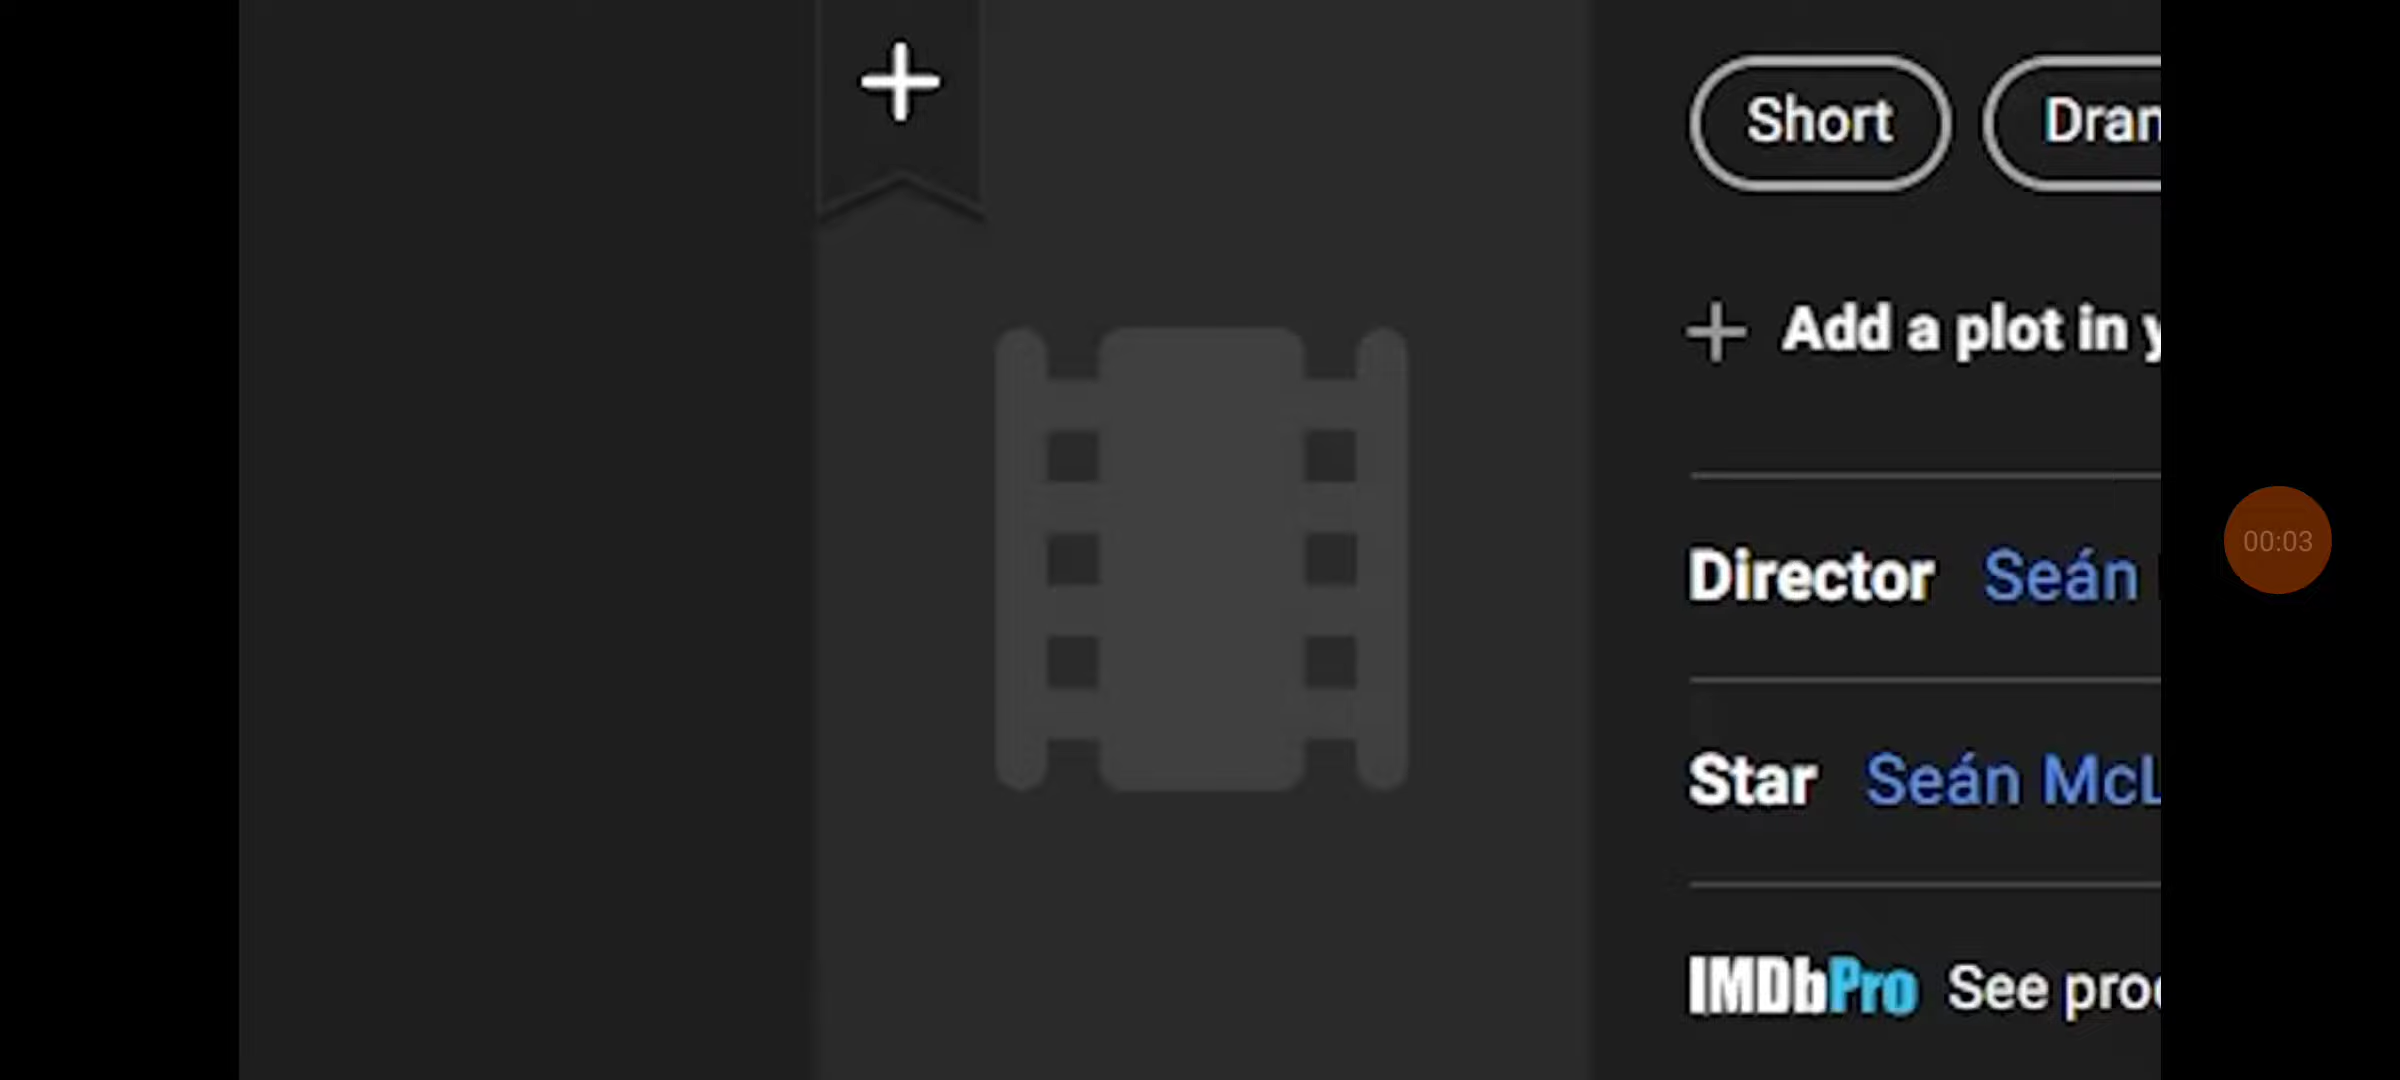 Short
Add a plot in
Director Seán
Star Seán
IMDbPro See
00:03